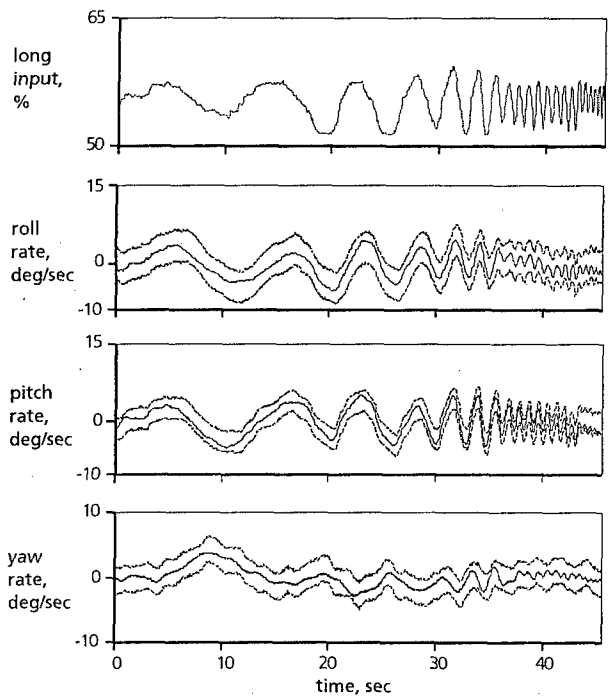 65
long
input,
%
50
15
roll
rate,
deg/sec
0
-10
15
pitch
rate,
deg/sec
0
-10
10
yaw
rate,
deg/sec
0
-10
0 10 20 30 40
time, sec